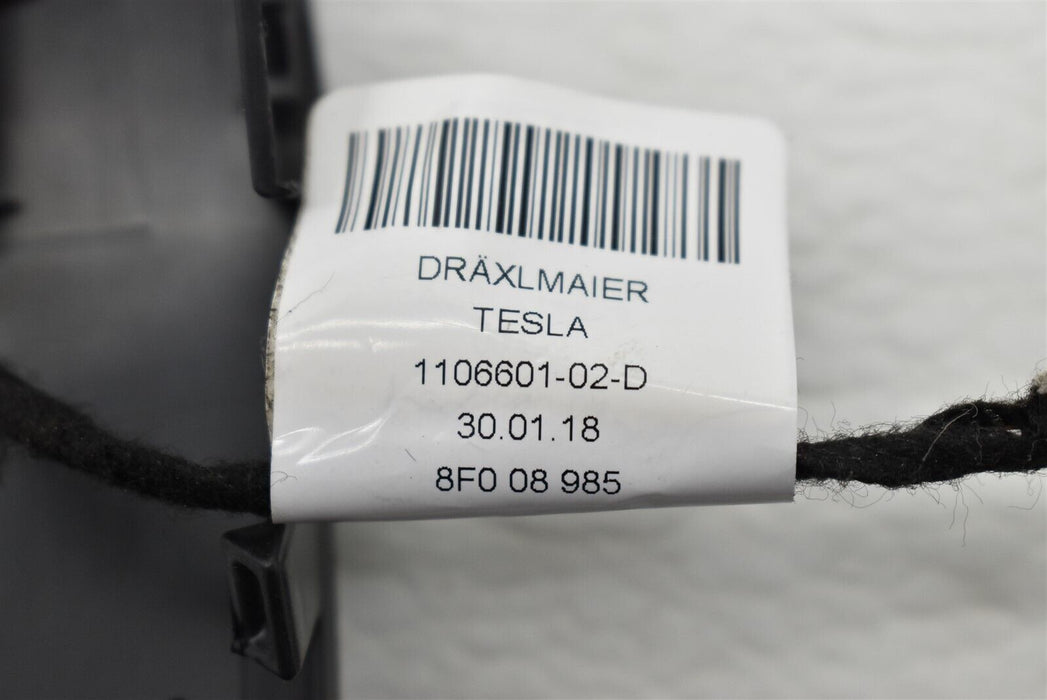 DRÄXLMAIER
TESLA
1106601-02-D
30.01.18
8F0 08 985